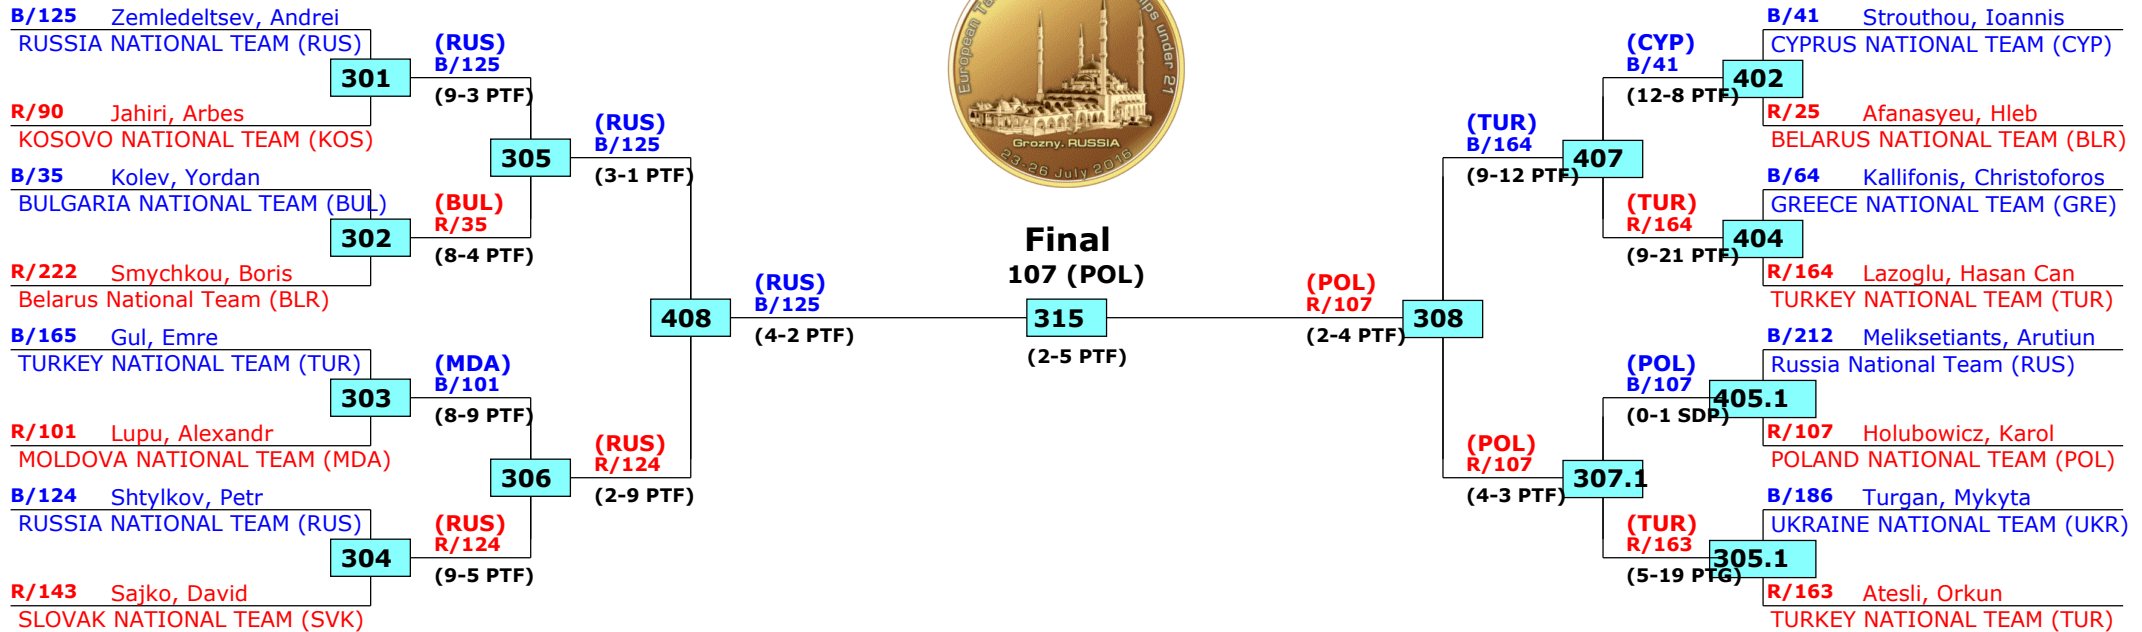 B/125 Zemledeltsev, Andrei
RUSSIA NATIONAL TEAM (RUS)
301
R/90 Jahiri, Arbes
KOSOVO NATIONAL TEAM (KOS)
B/35 Kolev, Yordan
BULGARIA NATIONAL TEAM (BUL)
302
R/222 Smychkou, Boris
Belarus National Team (BLR)
B/165 Gul, Emre
TURKEY NATIONAL TEAM (TUR)
303
R/101 Lupu, Alexandr
MOLDOVA NATIONAL TEAM (MDA)
B/124 Shtylkov, Petr
RUSSIA NATIONAL TEAM (RUS)
304
R/143 Sajko, David
SLOVAK NATIONAL TEAM (SVK)
(RUS)
B/125
(9-3 PTF)
305
(BUL)
R/35
(8-4 PTF)
(MDA)
B/101
(8-9 PTF)
306
(RUS)
R/124
(9-5 PTF)
(RUS)
B/125
(3-1 PTF)
408
(RUS)
R/124
(2-9 PTF)
(RUS)
B/125
(4-2 PTF)
European Ta
ips under 21
Grozny. RUSSIA
23-26 July 2016
Final
107 (POL)
315
(2-5 PTF)
(POL)
R/107
(2-4 PTF)
308
(TUR)
B/164
(9-12 PTF)
407
(POL)
R/107
(4-3 PTF)
307.1
(CYP)
B/41
(12-8 PTF)
402
(TUR)
R/164
(9-21 PTF)
404
(POL)
B/107
(0-1 SDP)
405.1
(TUR)
R/163
(5-19 PTG)
305.1
B/41 Strouthou, Ioannis
CYPRUS NATIONAL TEAM (CYP)
R/25 Afanasyeu, Hleb
BELARUS NATIONAL TEAM (BLR)
B/64 Kallifonis, Christoforos
GREECE NATIONAL TEAM (GRE)
R/164 Lazoglu, Hasan Can
TURKEY NATIONAL TEAM (TUR)
B/212 Meliksetiants, Arutiun
Russia National Team (RUS)
R/107 Holubowicz, Karol
POLAND NATIONAL TEAM (POL)
B/186 Turgan, Mykyta
UKRAINE NATIONAL TEAM (UKR)
R/163 Atesli, Orkun
TURKEY NATIONAL TEAM (TUR)